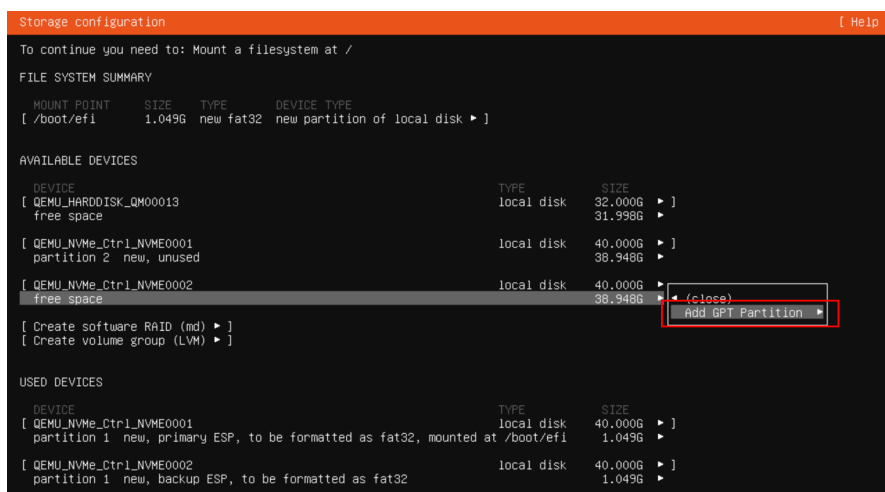 Storage configuration [ Help
To continue you need to: Mount a filesystem at /
FILE SYSTEM SUMMARY
MOUNT POINT SIZE TYPE DEVICE TYPE
[ /boot/efi 1.049G new fat32 new partition of local disk ▸ ]
AVAILABLE DEVICES
DEVICE TYPE SIZE
[ QEMU_HARDDISK_QM00013 local disk 32.000G ▸ ]
free space 31.998G ▸
[ QEMU_NVMe_Ctrl_NVME0001 local disk 40.000G ▸ ]
partition 2 new, unused 38.948G ▸
[ QEMU_NVMe_Ctrl_NVME0002 local disk 40.000G ▸
free space 38.948G ▸ ◂ (close)
Add GPT Partition ▸
[ Create software RAID (md) ▸ ]
[ Create volume group (LVM) ▸ ]
USED DEVICES
DEVICE TYPE SIZE
[ QEMU_NVMe_Ctrl_NVME0001 local disk 40.000G ▸ ]
partition 1 new, primary ESP, to be formatted as fat32, mounted at /boot/efi 1.049G ▸
[ QEMU_NVMe_Ctrl_NVME0002 local disk 40.000G ▸ ]
partition 1 new, backup ESP, to be formatted as fat32 1.049G ▸